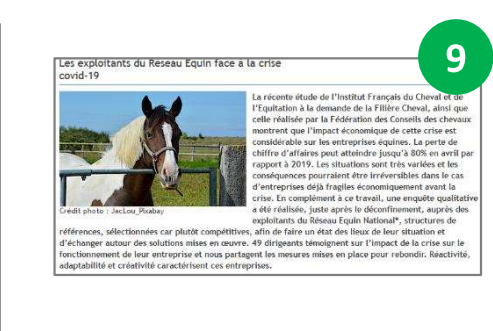 9
Les exploitants du Réseau Equin face à la crise
covid-19
La récente étude de l'Institut Français du Cheval et de
l'Equitation à la demande de la Filière Cheval, ainsi que
celle réalisée par la Fédération des Conseils des chevaux
montrent que l'impact économique de cette crise est
considérable sur les entreprises équines. La perte de
chiffre d'affaires peut atteindre jusqu'à 80% en avril par
rapport à 2019. Les situations sont très variées et les
conséquences pourraient être irréversibles dans le cas
d'entreprises déjà fragiles économiquement avant la
crise. En complément à ce travail, une enquête qualitative
a été réalisée, juste après le déconfinement, auprès des
exploitants du Réseau Equin National*, structures de
Crédit photo : JacLou_Pixabay
références, sélectionnées car plutôt compétitives, afin de faire un état des lieux de leur situation et
d'échanger autour des solutions mises en œuvre. 49 dirigeants témoignent sur l'impact de la crise sur le
fonctionnement de leur entreprise et nous partagent les mesures mises en place pour rebondir. Réactivité,
adaptabilité et créativité caractérisent ces entreprises.